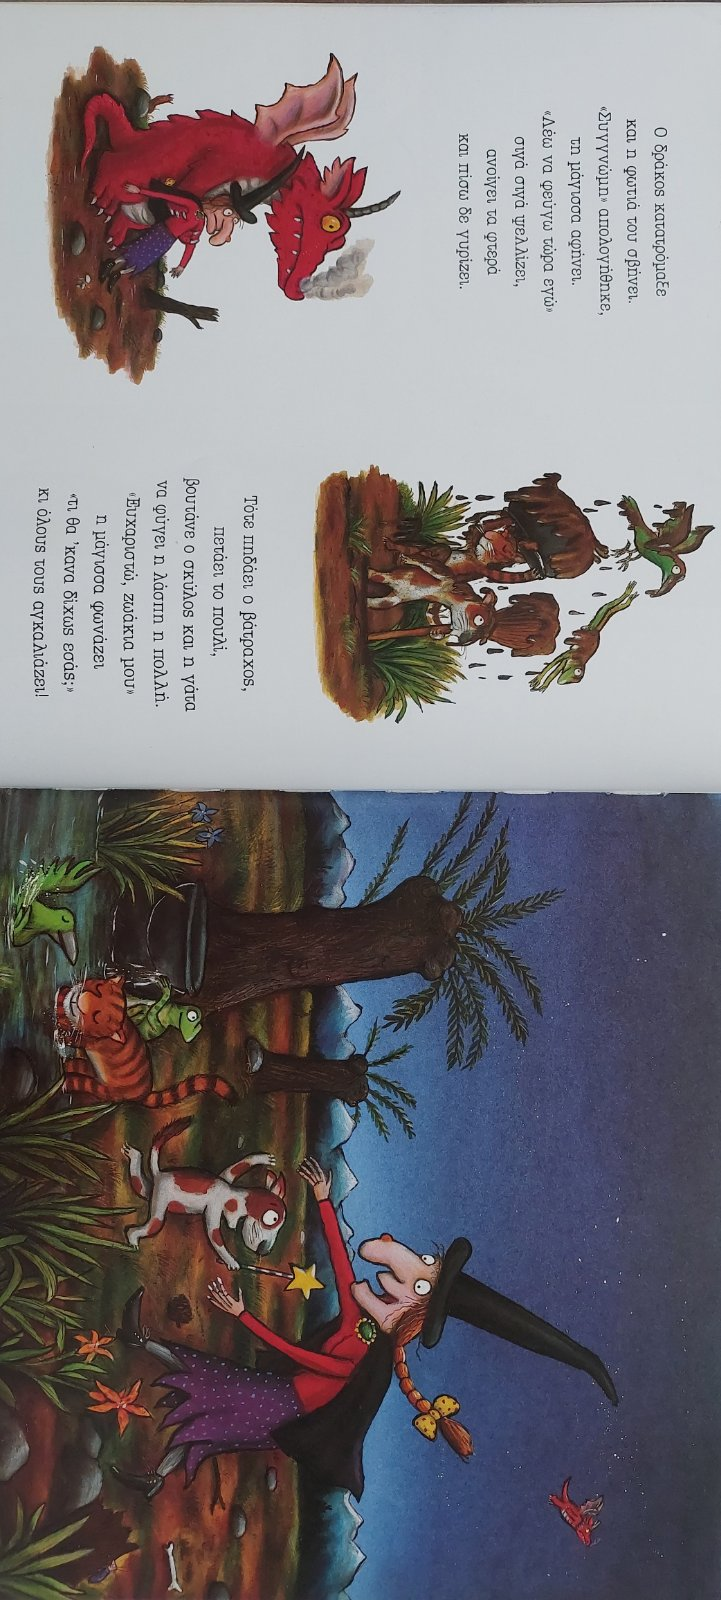 Ο δράκος κατατρόμαξε
και η φωτιά του σβήνει.
«Συγγνώμη» απολογήθηκε,
τη μάγισσα αφήνει.
«Λέω να φεύγω τώρα εγώ»
σιγά σιγά ψελλίζει,
ανοίγει τα φτερά
και πίσω δε γυρίζει.
Τότε πηδάει ο βάτραχος,
πετάει το πουλί,
βουτάνε ο σκύλος και η γάτα
να φύγει η λάσπη η πολλή.
«Ευχαριστώ, ζωάκια μου»
η μάγισσα φωνάζει
«τι θα ’κανα δίχως εσάς;»
κι όλους τους αγκαλιάζει!